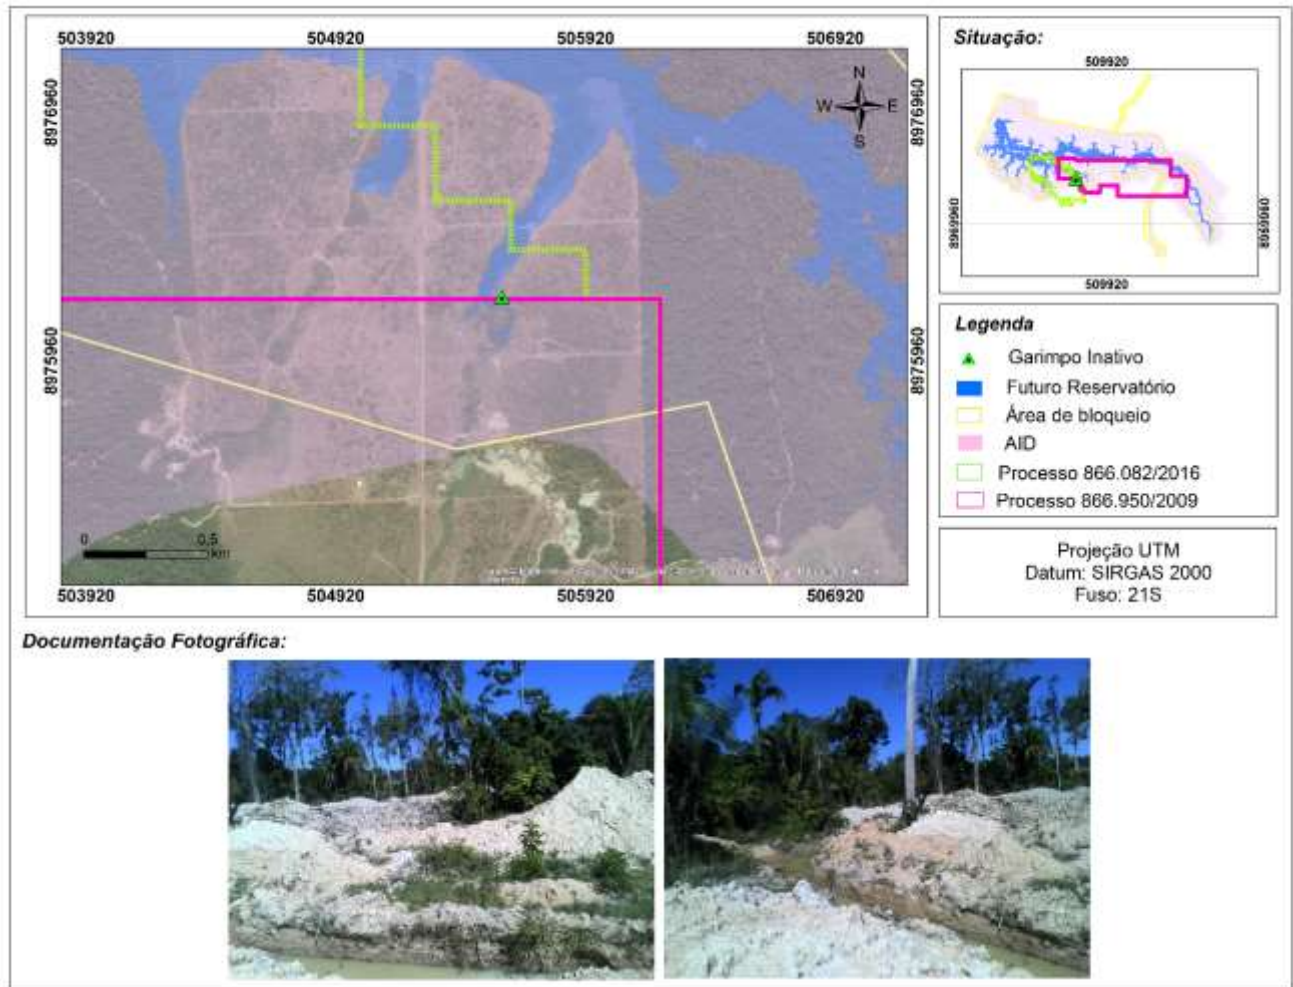 503920 504920 505920 506920
8976960
8975960
N
W E
S
8976960
8975960
0 0,5
km
503920 504920 505920 506920
Situação:
509920
8969960
8969960
509920
Legenda
Garimpo Inativo
Futuro Reservatório
Área de bloqueio
AID
Processo 866.082/2016
Processo 866.950/2009
Projeção UTM
Datum: SIRGAS 2000
Fuso: 21S
Documentação Fotográfica: